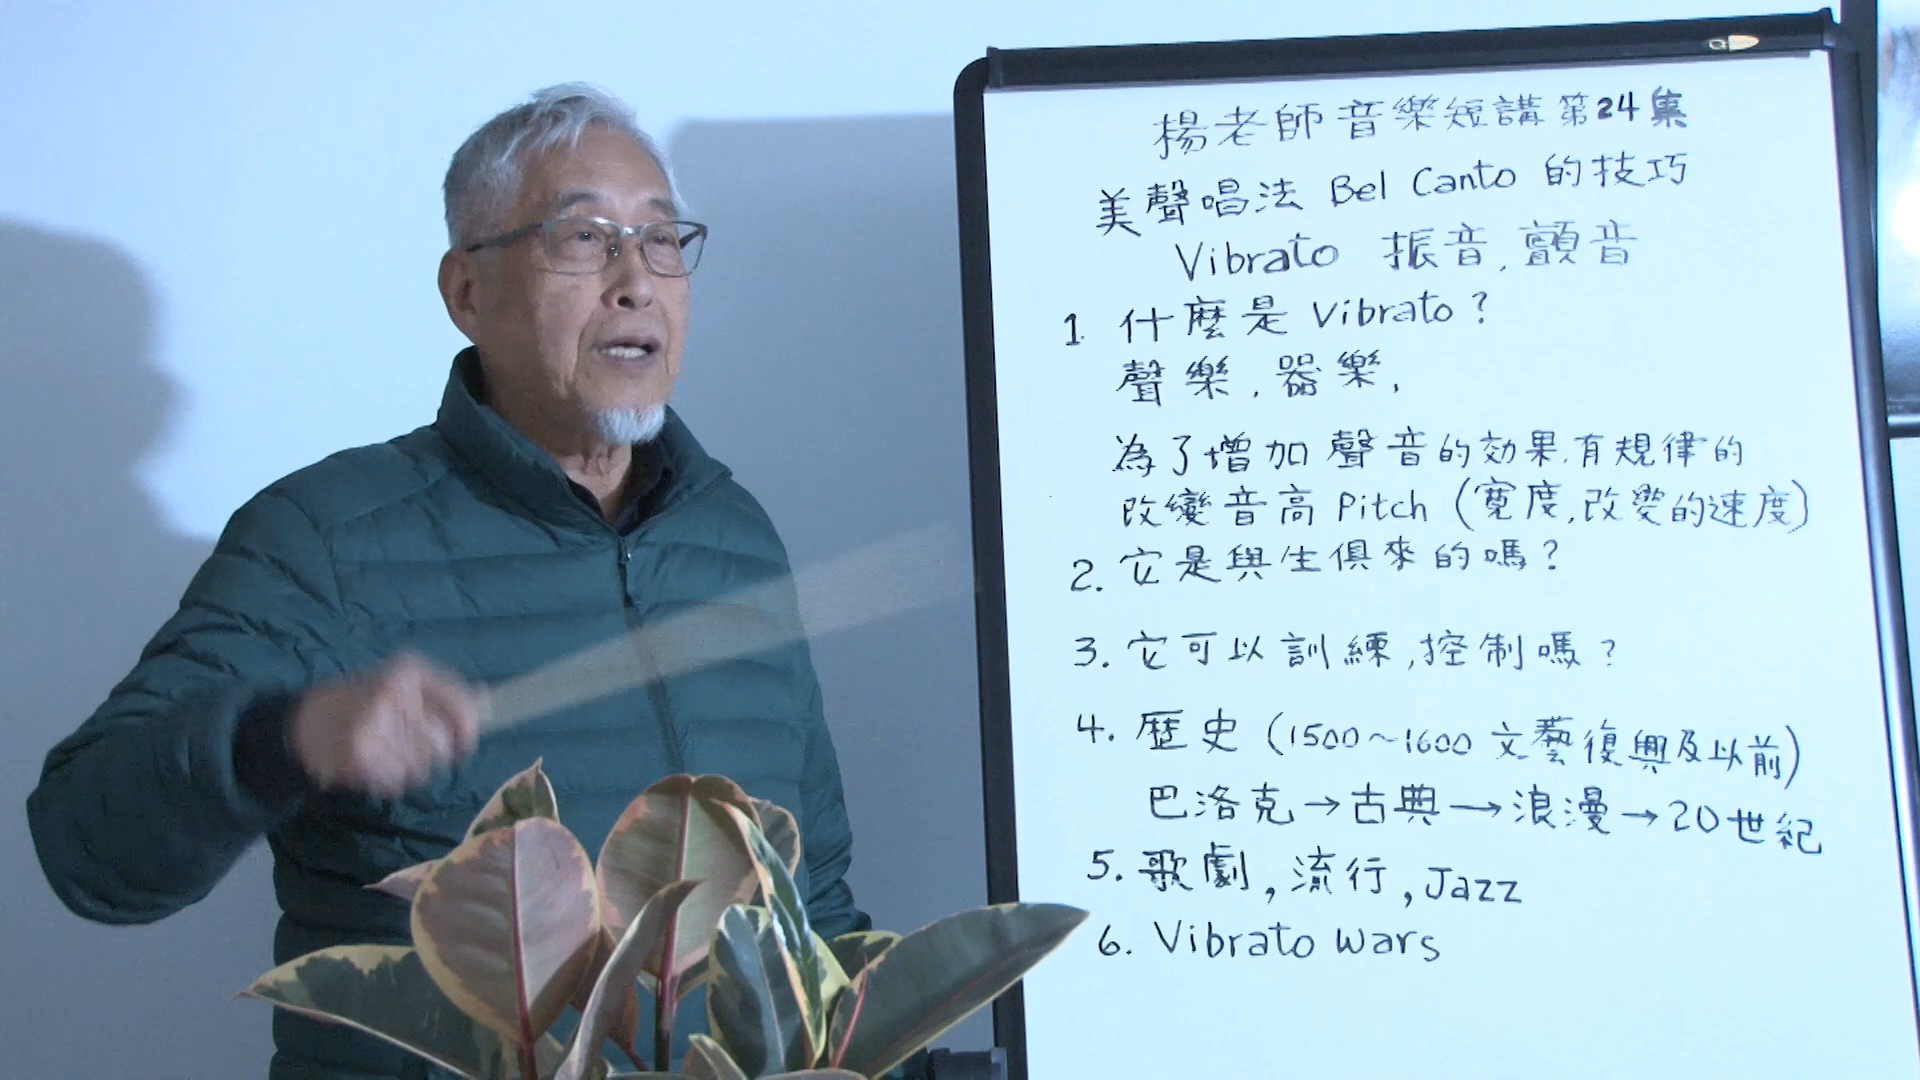 楊老師音樂短講第24集
美聲唱法 Bel Canto 的技巧
Vibrato 振音,顫音
1. 什麼是 Vibrato?
聲樂,器樂,
為了增加聲音的効果,有規律的
改變音高 Pitch (寬度,改變的速度)
2. 它是與生俱來的嗎?
3. 它可以訓練,控制嗎?
4. 歷史 (1500~1600 文藝復興及以前)
巴洛克→古典→浪漫→20世紀
5. 歌劇,流行,Jazz
6. Vibrato Wars